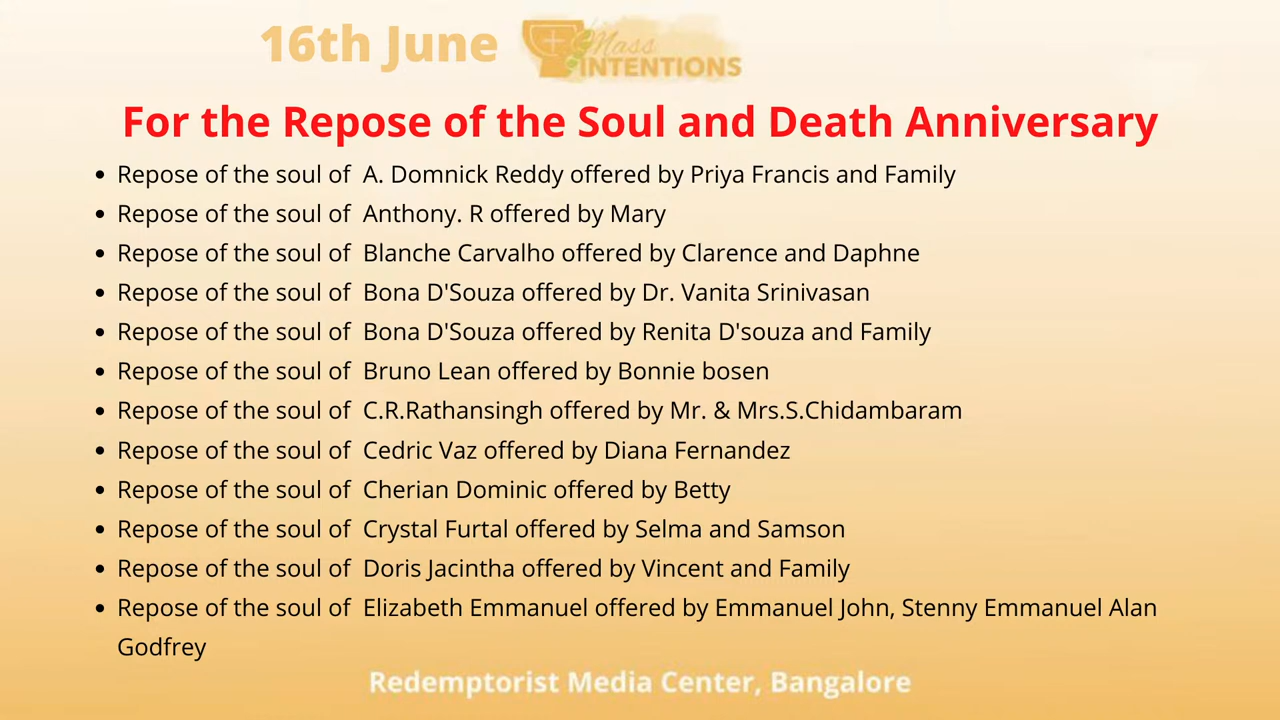 16th June
Mass
INTENTIONS
For the Repose of the Soul and Death Anniversary
• Repose of the soul of  A. Domnick Reddy offered by Priya Francis and Family
• Repose of the soul of  Anthony. R offered by Mary
• Repose of the soul of  Blanche Carvalho offered by Clarence and Daphne
• Repose of the soul of  Bona D'Souza offered by Dr. Vanita Srinivasan
• Repose of the soul of  Bona D'Souza offered by Renita D'souza and Family
• Repose of the soul of  Bruno Lean offered by Bonnie bosen
• Repose of the soul of  C.R.Rathansingh offered by Mr. & Mrs.S.Chidambaram
• Repose of the soul of  Cedric Vaz offered by Diana Fernandez
• Repose of the soul of  Cherian Dominic offered by Betty
• Repose of the soul of  Crystal Furtal offered by Selma and Samson
• Repose of the soul of  Doris Jacintha offered by Vincent and Family
• Repose of the soul of  Elizabeth Emmanuel offered by Emmanuel John, Stenny Emmanuel Alan
Godfrey
Redemptorist Media Center, Bangalore